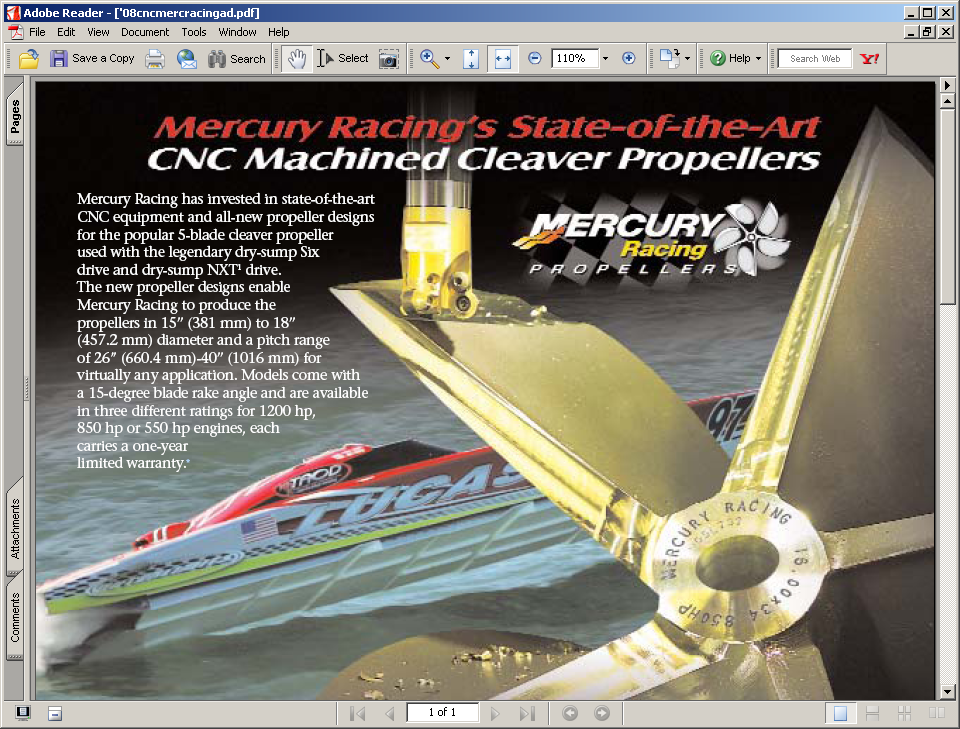 Adobe Reader - ['08cncmercracingad.pdf]
File Edit View Document Tools Window Help
Save a Copy Search Select 110% Help Search Web Y!
Pages
Attachments
Comments
Mercury Racing's State-of-the-Art
CNC Machined Cleaver Propellers
Mercury Racing has invested in state-of-the-art
CNC equipment and all-new propeller designs
for the popular 5-blade cleaver propeller
used with the legendary dry-sump Six
drive and dry-sump NXT¹ drive.
The new propeller designs enable
Mercury Racing to produce the
propellers in 15″ (381 mm) to 18″
(457.2 mm) diameter and a pitch range
of 26″ (660.4 mm)-40″ (1016 mm) for
virtually any application. Models come with
a 15-degree blade rake angle and are available
in three different ratings for 1200 hp,
850 hp or 550 hp engines, each
carries a one-year
limited warranty.*
MERCURY
Racing
PROPELLERS
97
LUCAS
MERCURY RACING
16.00x34 850HP
1 of 1